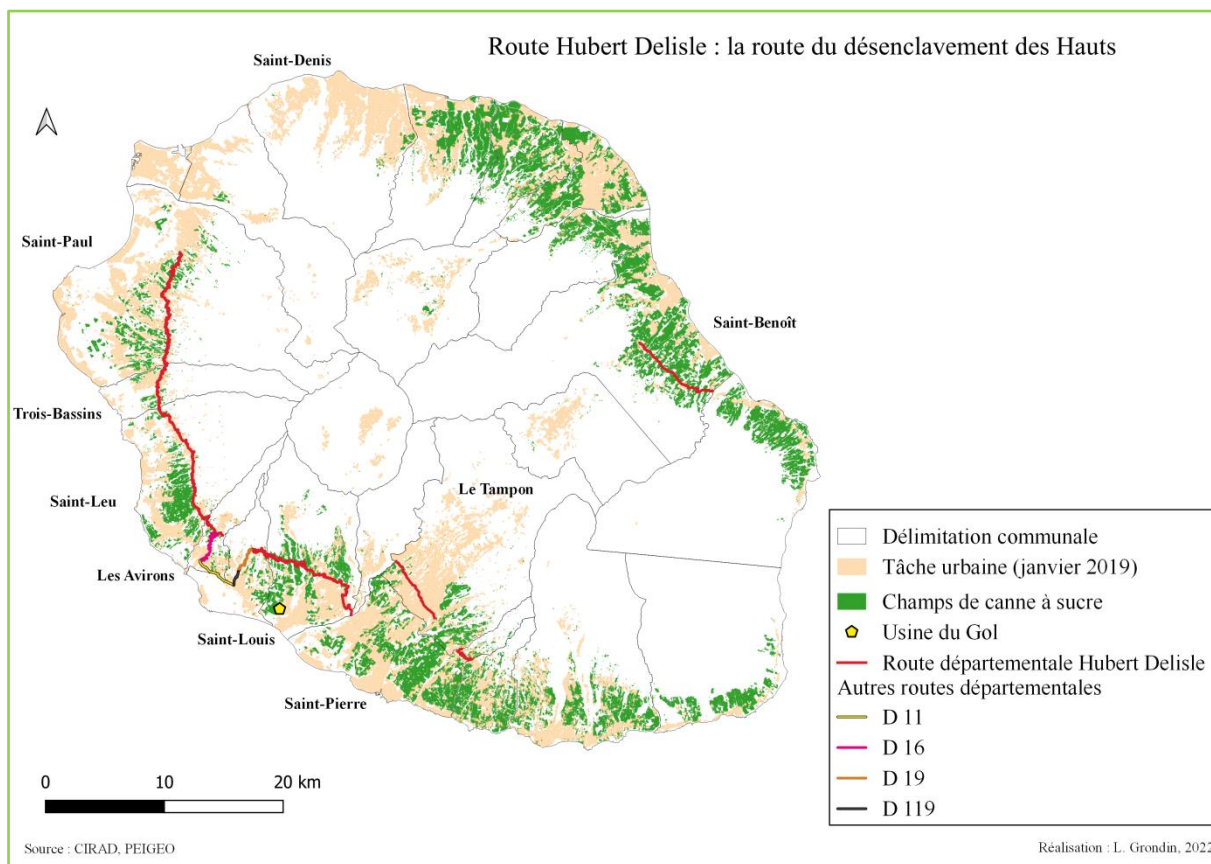 Route Hubert Delisle : la route du désenclavement des Hauts
Saint-Denis
Saint-Paul
Saint-Benoît
Trois-Bassins
Saint-Leu
Le Tampon
Les Avirons
Saint-Louis
Saint-Pierre
Délimitation communale
Tâche urbaine (janvier 2019)
Champs de canne à sucre
Usine du Gol
Route départementale Hubert Delisle
Autres routes départementales
D 11
D 16
D 19
D 119
0 10 20 km
Source : CIRAD, PEIGEO
Réalisation : L. Grondin, 2022